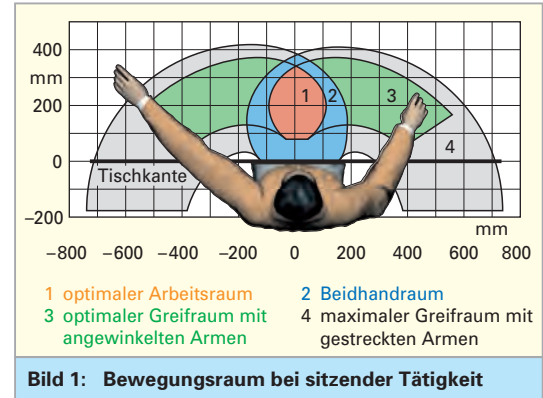 400
mm
200
0
–200
1
2
3
4
Tischkante
mm
–800 –600 –400 –200 0 200 400 600 800
1 optimaler Arbeitsraum
2 Beidhandraum
3 optimaler Greifraum mit
angewinkelten Armen
4 maximaler Greifraum mit
gestreckten Armen
Bild 1: Bewegungsraum bei sitzender Tätigkeit